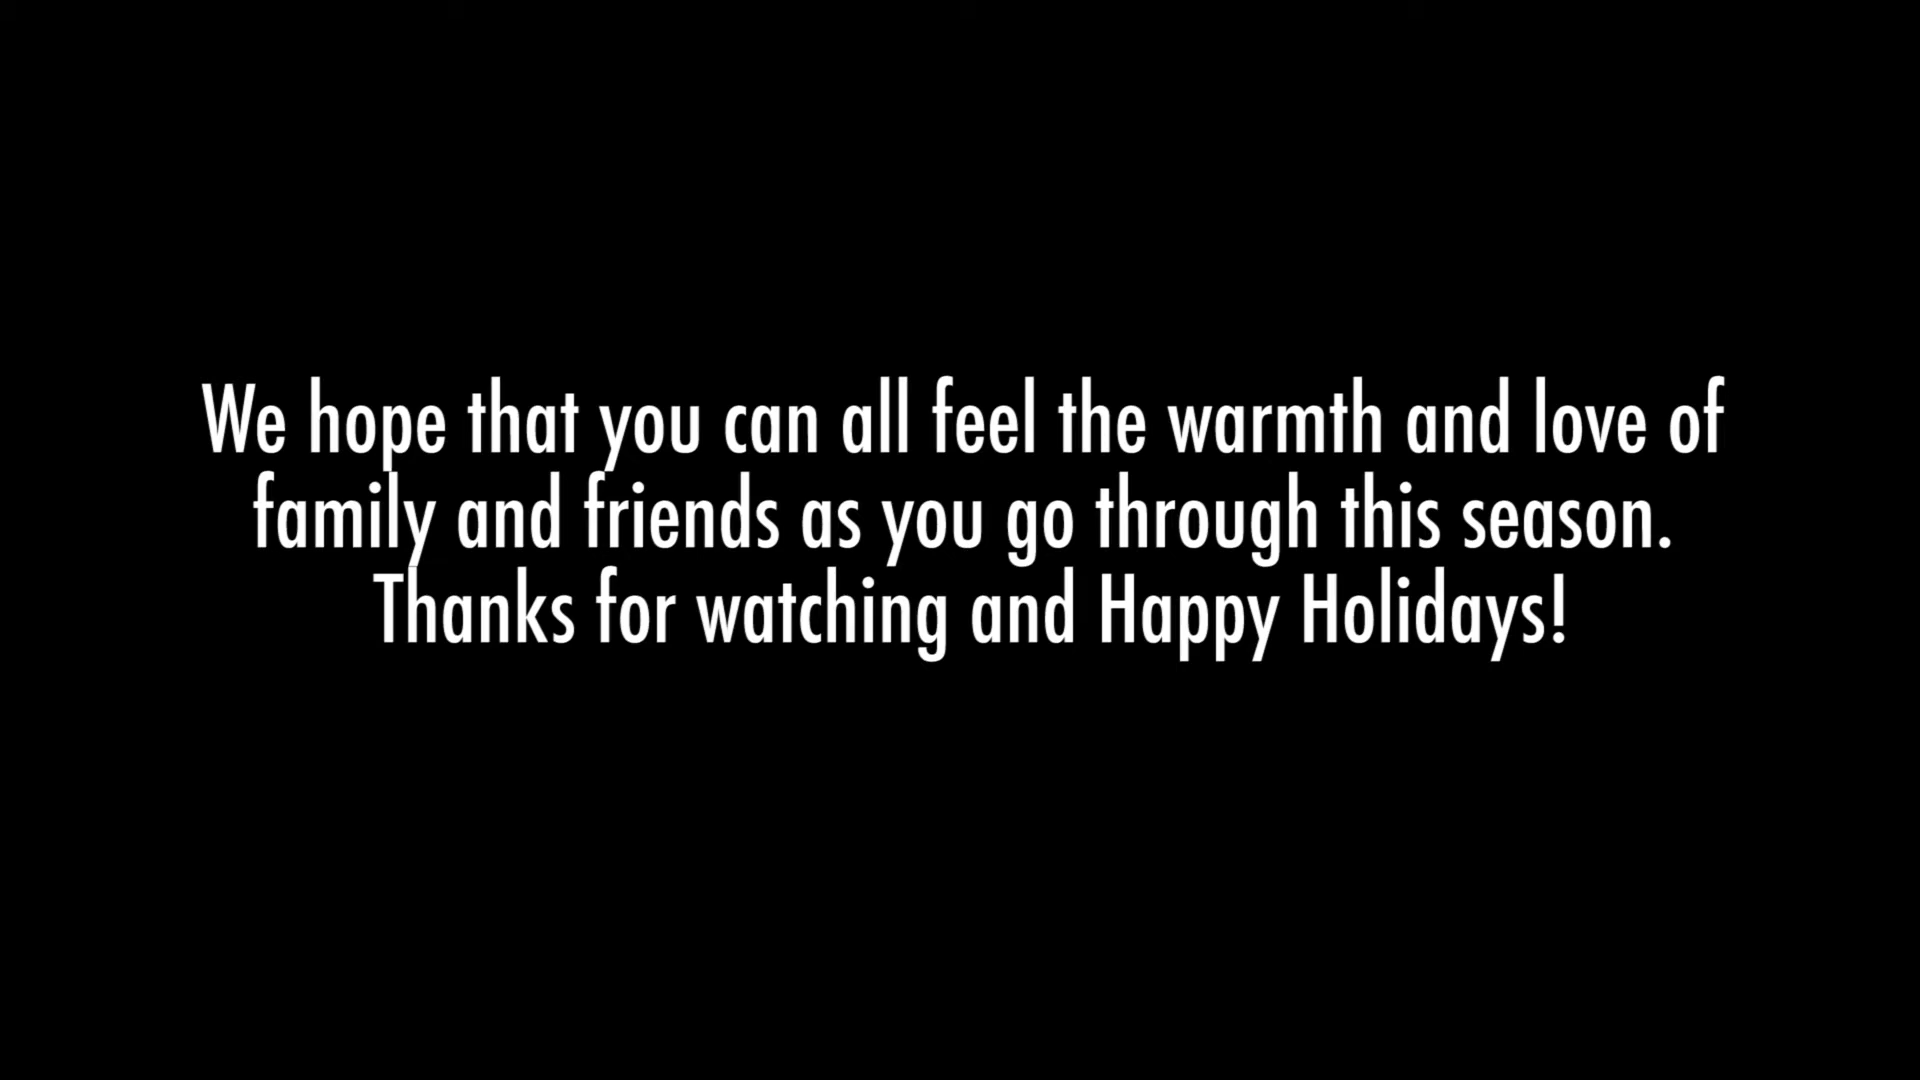 We hope that you can all feel the warmth and love of
family and friends as you go through this season.
Thanks for watching and Happy Holidays!